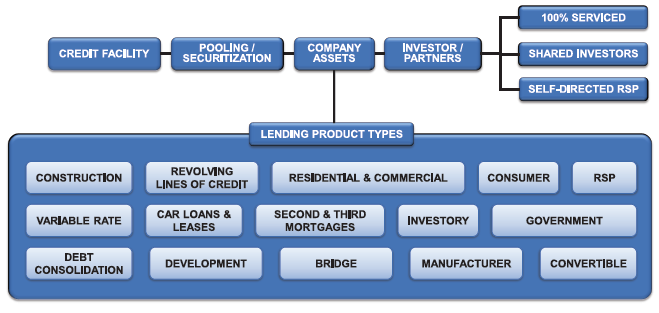 100% SERVICED
CREDIT FACILITY
POOLING /
SECURITIZATION
COMPANY
ASSETS
INVESTOR /
PARTNERS
SHARED INVESTORS
SELF-DIRECTED RSP
LENDING PRODUCT TYPES
CONSTRUCTION
REVOLVING
LINES OF CREDIT
RESIDENTIAL & COMMERCIAL
CONSUMER
RSP
VARIABLE RATE
CAR LOANS &
LEASES
SECOND & THIRD
MORTGAGES
INVESTORY
GOVERNMENT
DEBT
CONSOLIDATION
DEVELOPMENT
BRIDGE
MANUFACTURER
CONVERTIBLE